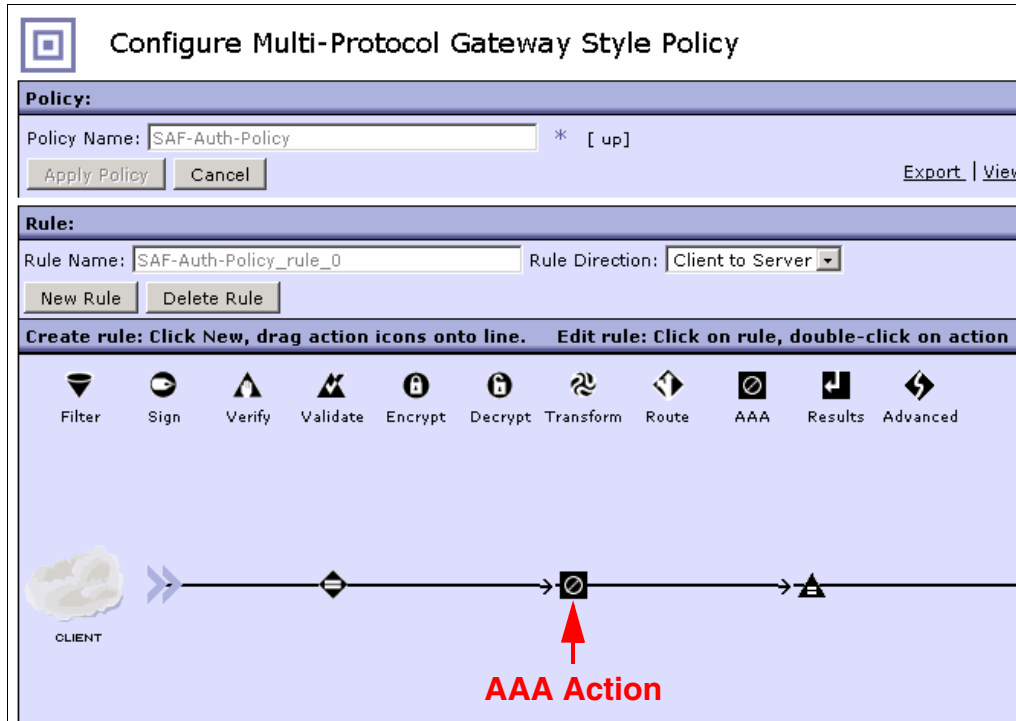 Configure Multi-Protocol Gateway Style Policy
Policy:
Policy Name: SAF-Auth-Policy * [ up]
Apply Policy Cancel Export | View
Rule:
Rule Name: SAF-Auth-Policy_rule_0 Rule Direction: Client to Server
New Rule Delete Rule
Create rule: Click New, drag action icons onto line. Edit rule: Click on rule, double-click on action
Filter Sign Verify Validate Encrypt Decrypt Transform Route AAA Results Advanced
CLIENT
AAA Action